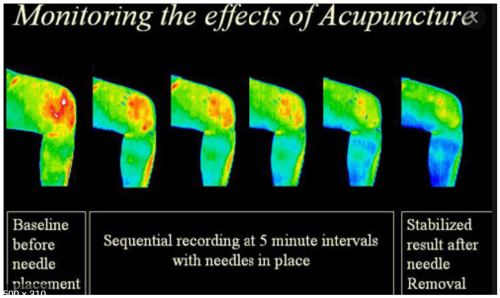 Monitoring the effects of Acupuncture
Baseline
before
needle
placement
Sequential recording at 5 minute intervals
with needles in place
Stabilized
result after
needle
Removal
500 x 310